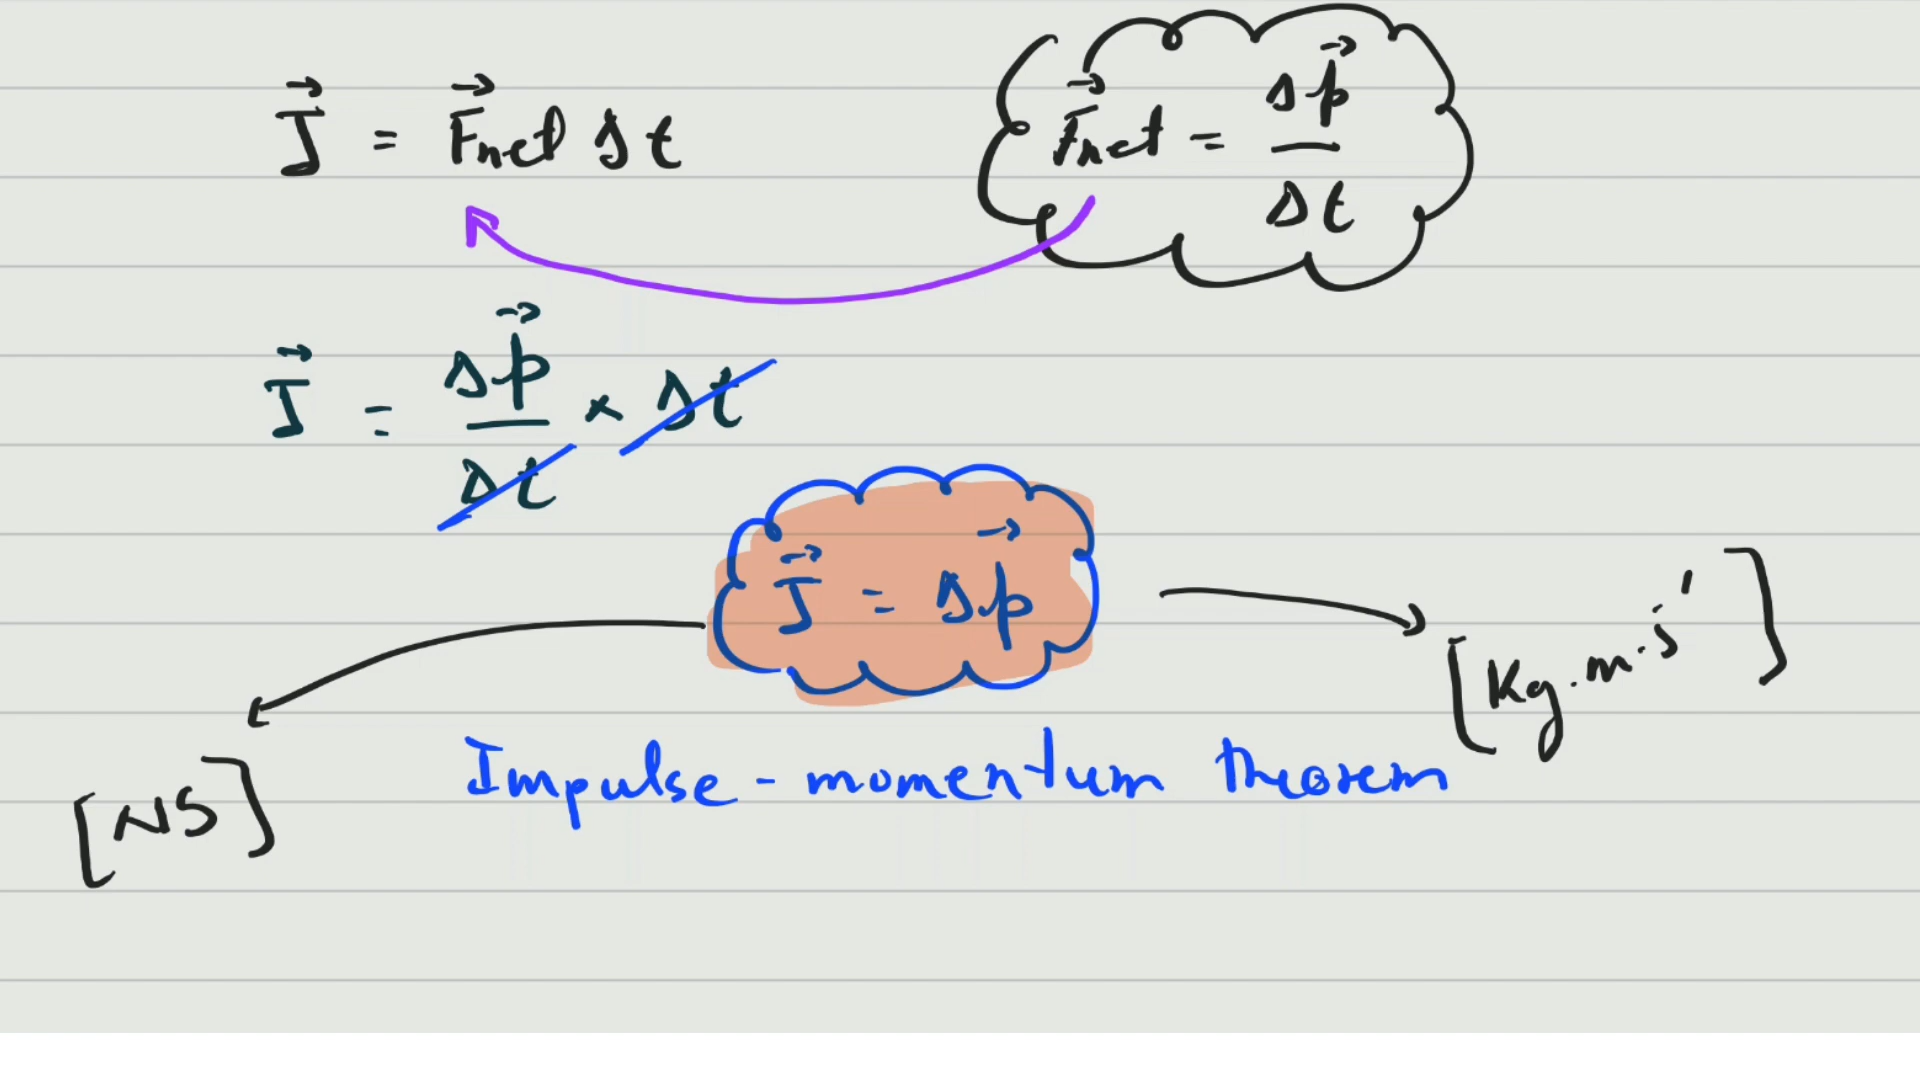 J⃗ = F⃗net Δt
F⃗net = Δp⃗ / Δt
J⃗ = Δp⃗ / Δt × Δt
J⃗ = Δp⃗
[Kg.m.s⁻¹]
[NS]
Impulse - momentum theorem